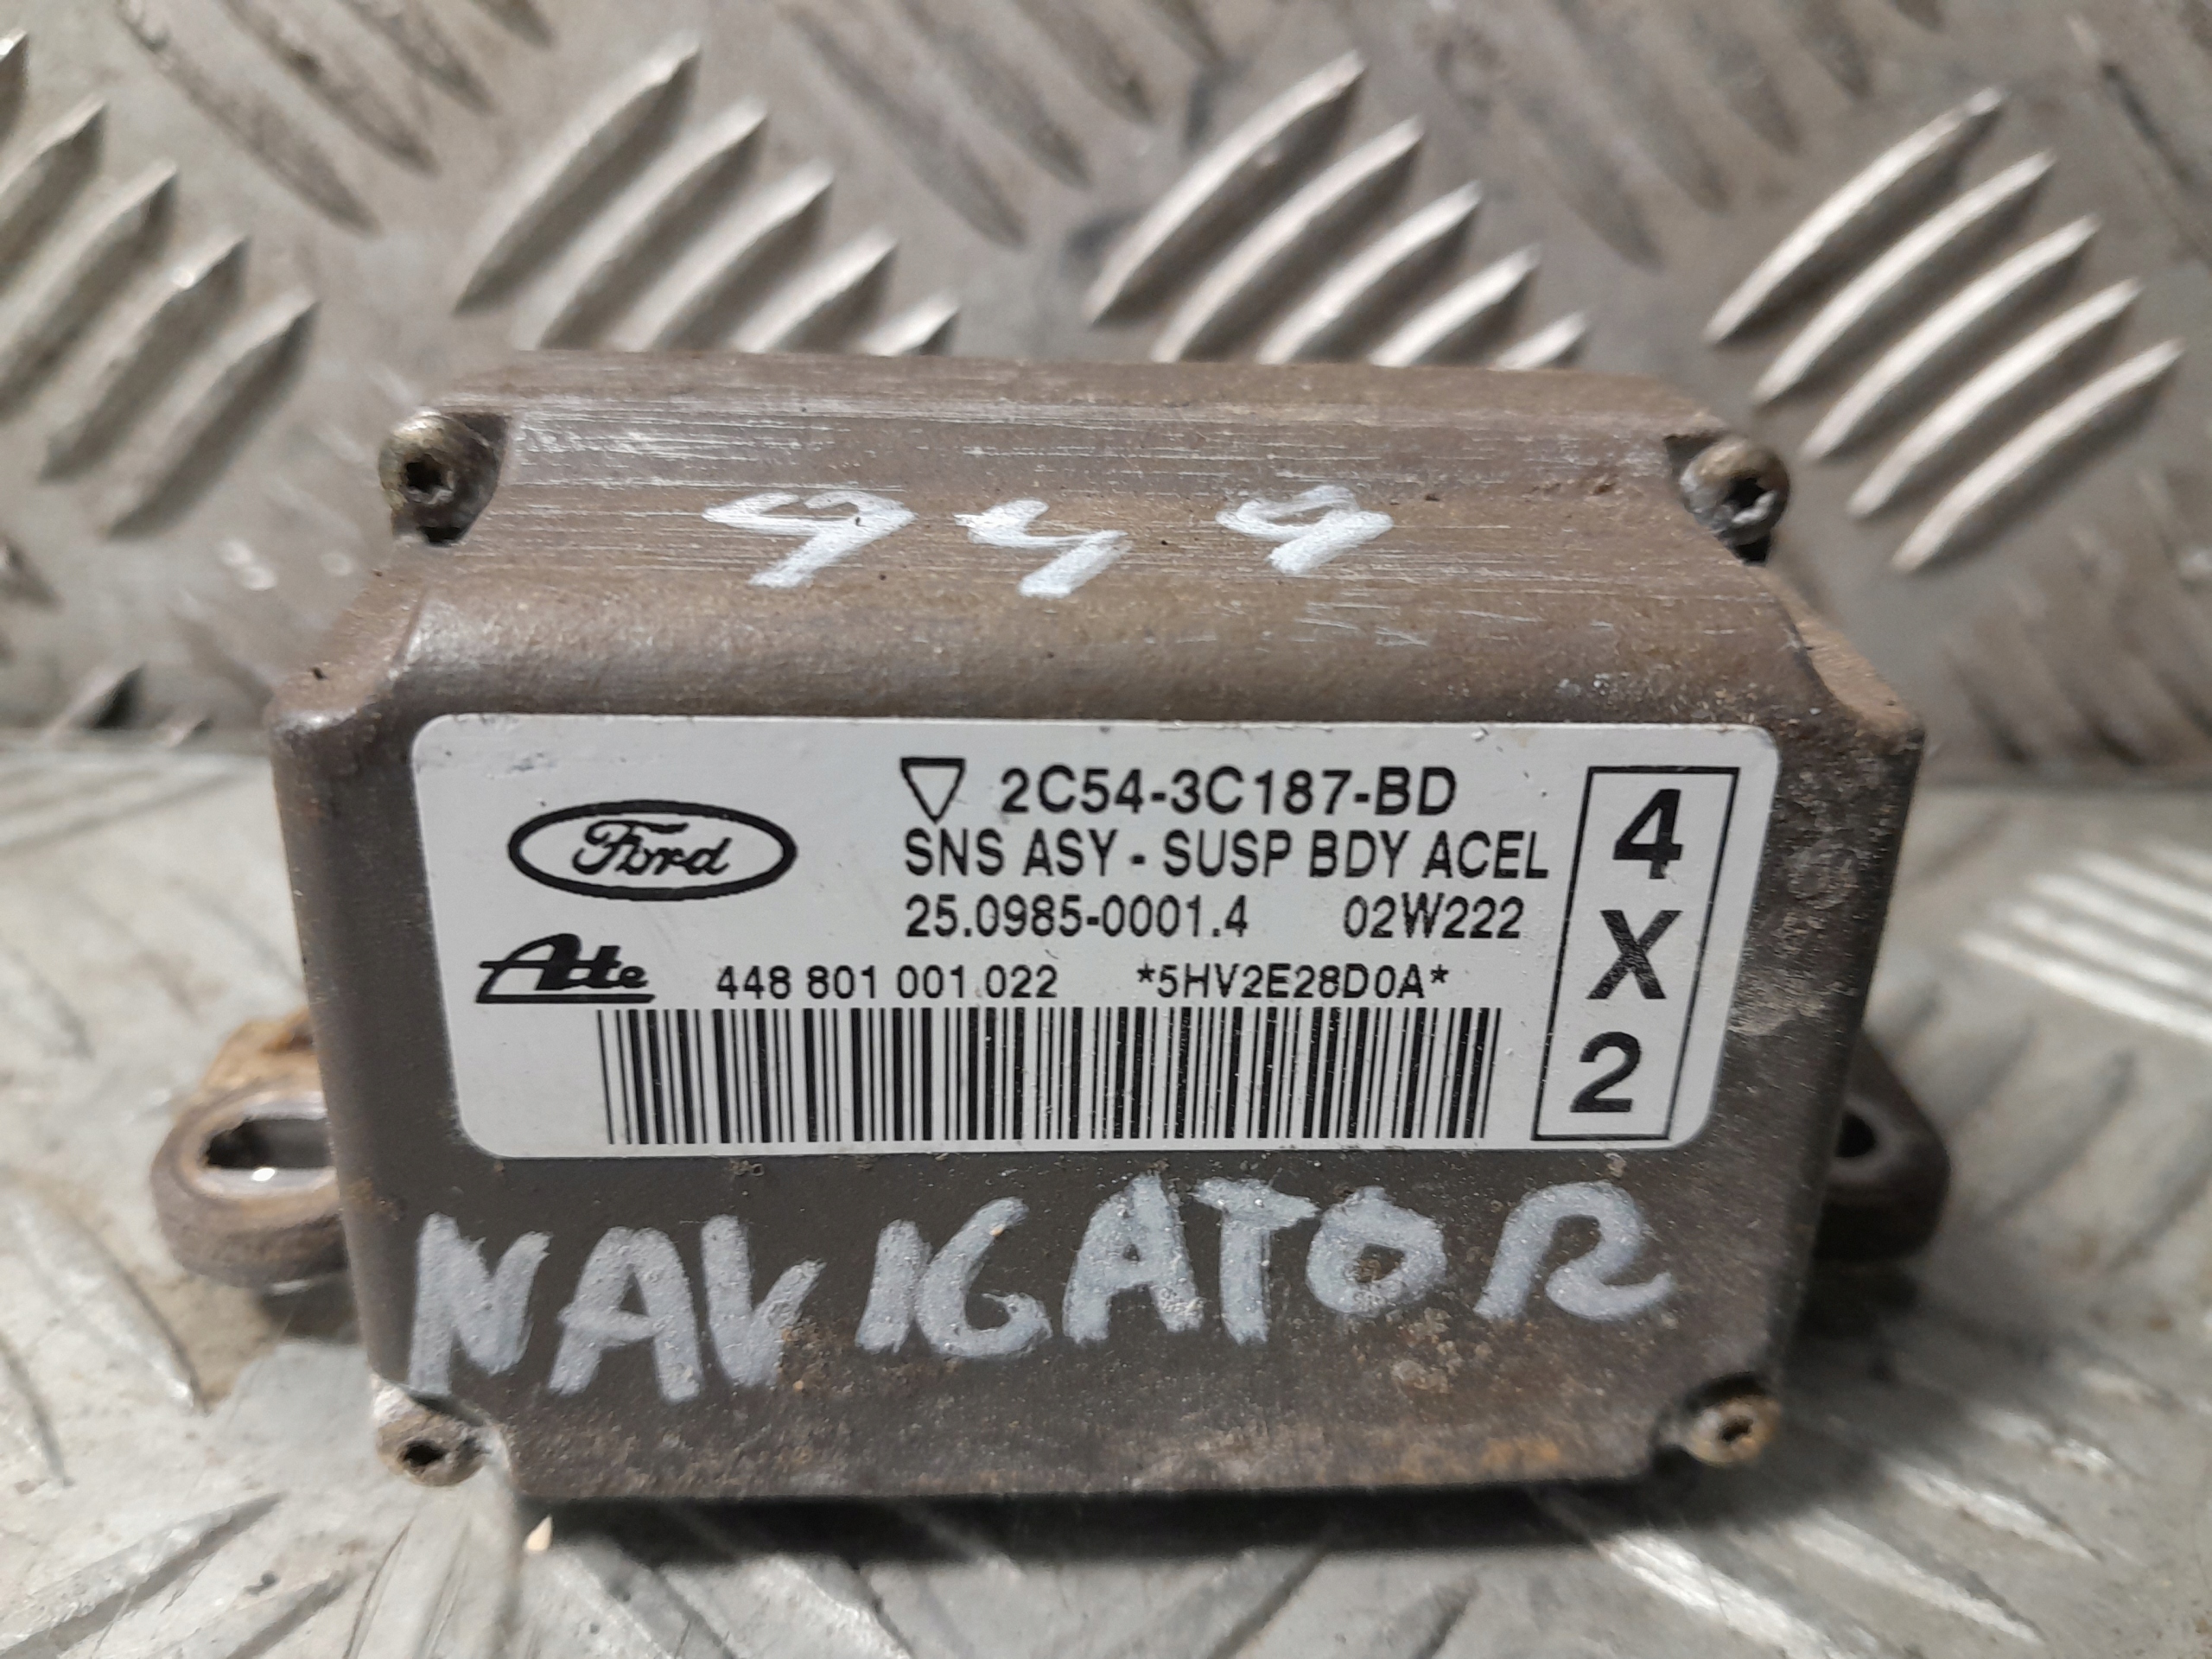 949
Ford
2C54-3C187-BD
SNS ASY - SUSP BDY ACEL
25.0985-0001.4 02W222
Ate 448 801 001.022 *5HV2E28D0A*
4
X
2
NAVIGATOR